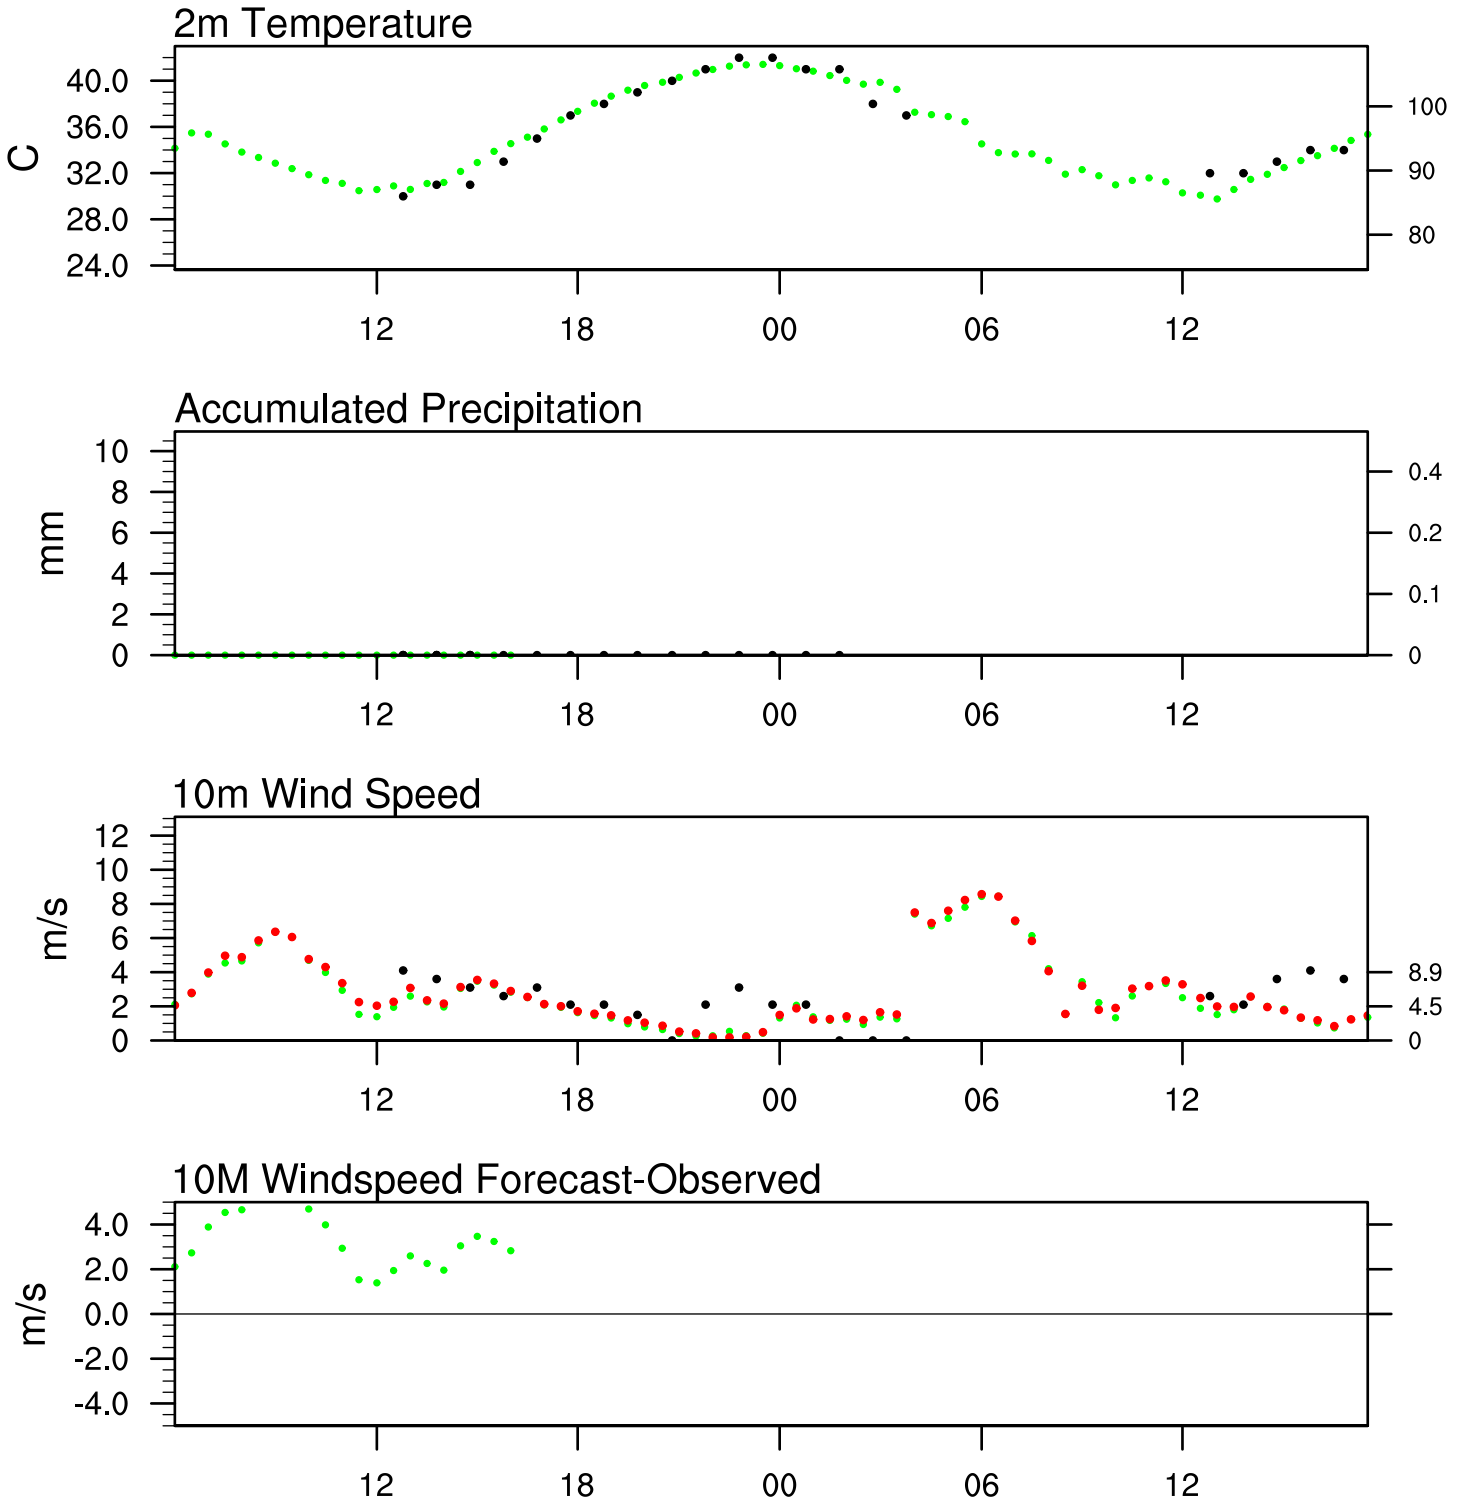 2m Temperature
40.0
36.0
32.0
28.0
24.0
C
100
90
80
12 18 00 06 12
Accumulated Precipitation
10
8
6
4
2
0
mm
0.4
0.2
0.1
0
12 18 00 06 12
10m Wind Speed
12
10
8
6
4
2
0
m/s
8.9
4.5
0
12 18 00 06 12
10M Windspeed Forecast-Observed
4.0
2.0
0.0
-2.0
-4.0
m/s
12 18 00 06 12